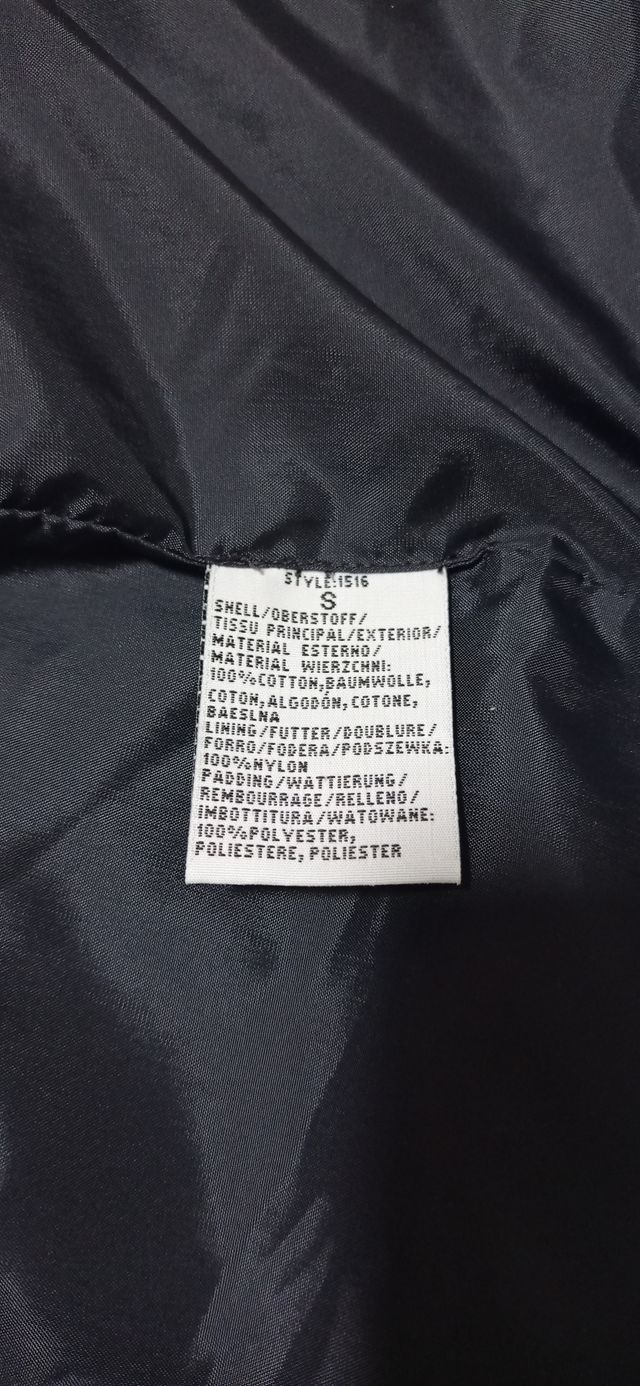 STYLE:1516
S
SHELL/OBERSTOFF/
TISSU PRINCIPAL/EXTERIOR/
MATERIAL ESTERNO/
MATERIAL WIERZCHNI:
100%COTTON,BAUMWOLLE,
COTON,ALGODÓN,COTONE,
BAESLNA
LINING/FUTTER/DOUBLURE/
FORRO/FODERA/PODSZEWKA:
100%NYLON
PADDING/WATTIERUNG/
REMBOURRAGE/RELLENO/
IMBOTTITURA/WATOWANE:
100%POLYESTER,
POLIESTERE, POLIESTER